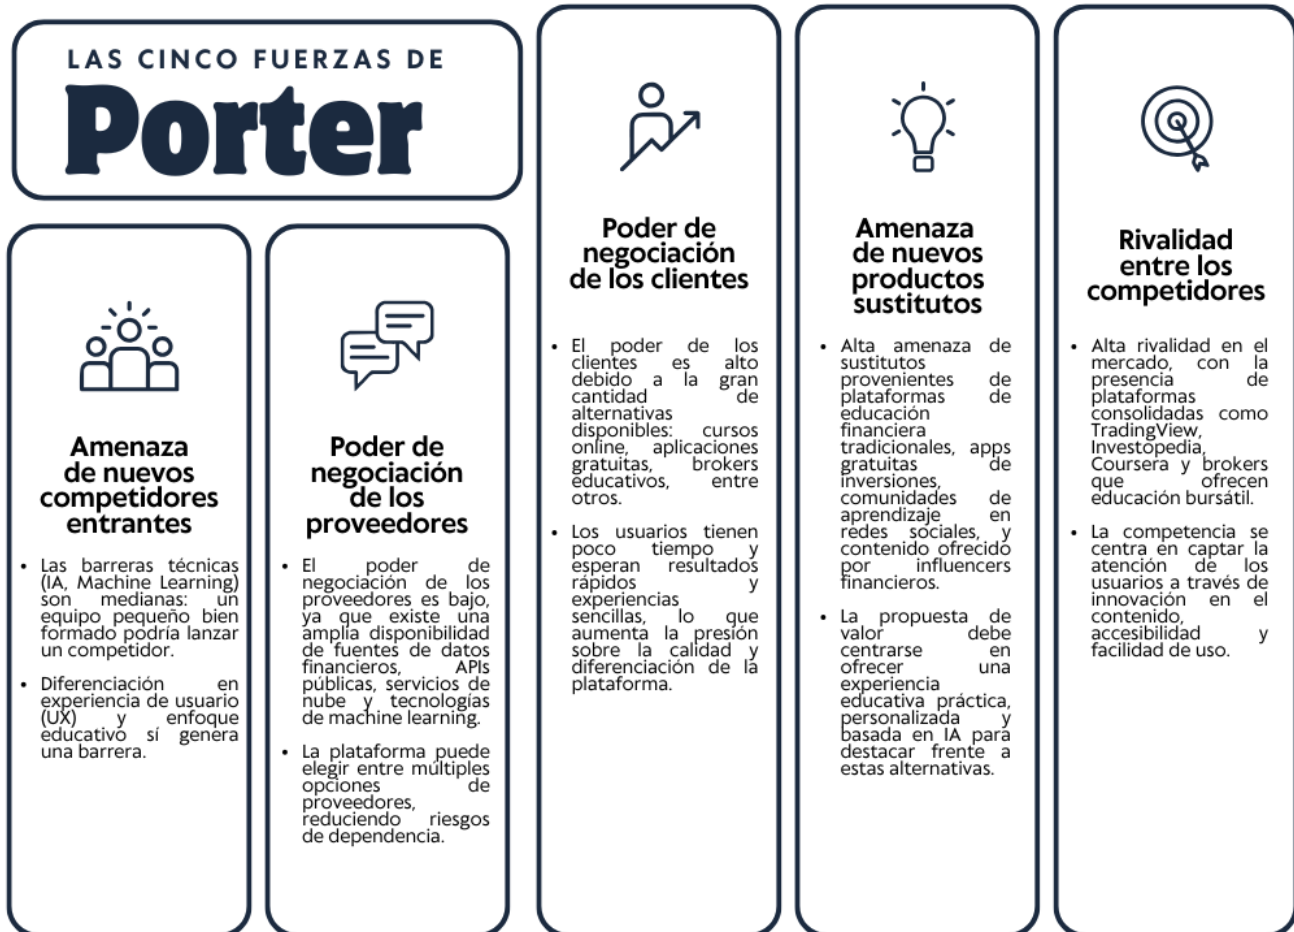 LAS CINCO FUERZAS DE
Porter
Amenaza
de nuevos
competidores
entrantes
• Las barreras técnicas
(IA, Machine Learning)
son medianas: un
equipo pequeño bien
formado podría lanzar
un competidor.
• Diferenciación en
experiencia de usuario
(UX) y enfoque
educativo sí genera
una barrera.
Poder de
negociación
de los
proveedores
• El poder de
negociación de los
proveedores es bajo,
ya que existe una
amplia disponibilidad
de fuentes de datos
financieros, APIs
públicas, servicios de
nube y tecnologías
de machine learning.
• La plataforma puede
elegir entre múltiples
opciones de
proveedores,
reduciendo riesgos
de dependencia.
Poder de
negociación
de los clientes
• El poder de los
clientes es alto
debido a la gran
cantidad de
alternativas
disponibles: cursos
online, aplicaciones
gratuitas, brokers
educativos, entre
otros.
• Los usuarios tienen
poco tiempo y
esperan resultados
rápidos y
experiencias
sencillas, lo que
aumenta la presión
sobre la calidad y
diferenciación de la
plataforma.
Amenaza
de nuevos
productos
sustitutos
• Alta amenaza de
sustitutos
provenientes de
plataformas de
educación
financiera
tradicionales, apps
gratuitas de
inversiones,
comunidades de
aprendizaje en
redes sociales, y
contenido ofrecido
por influencers
financieros.
• La propuesta de
valor debe
centrarse en
ofrecer una
experiencia
educativa práctica,
personalizada y
basada en IA para
destacar frente a
estas alternativas.
Rivalidad
entre los
competidores
• Alta rivalidad en el
mercado, con la
presencia de
plataformas
consolidadas como
TradingView,
Investopedia,
Coursera y brokers
que ofrecen
educación bursátil.
• La competencia se
centra en captar la
atención de los
usuarios a través de
innovación en el
contenido,
accesibilidad y
facilidad de uso.